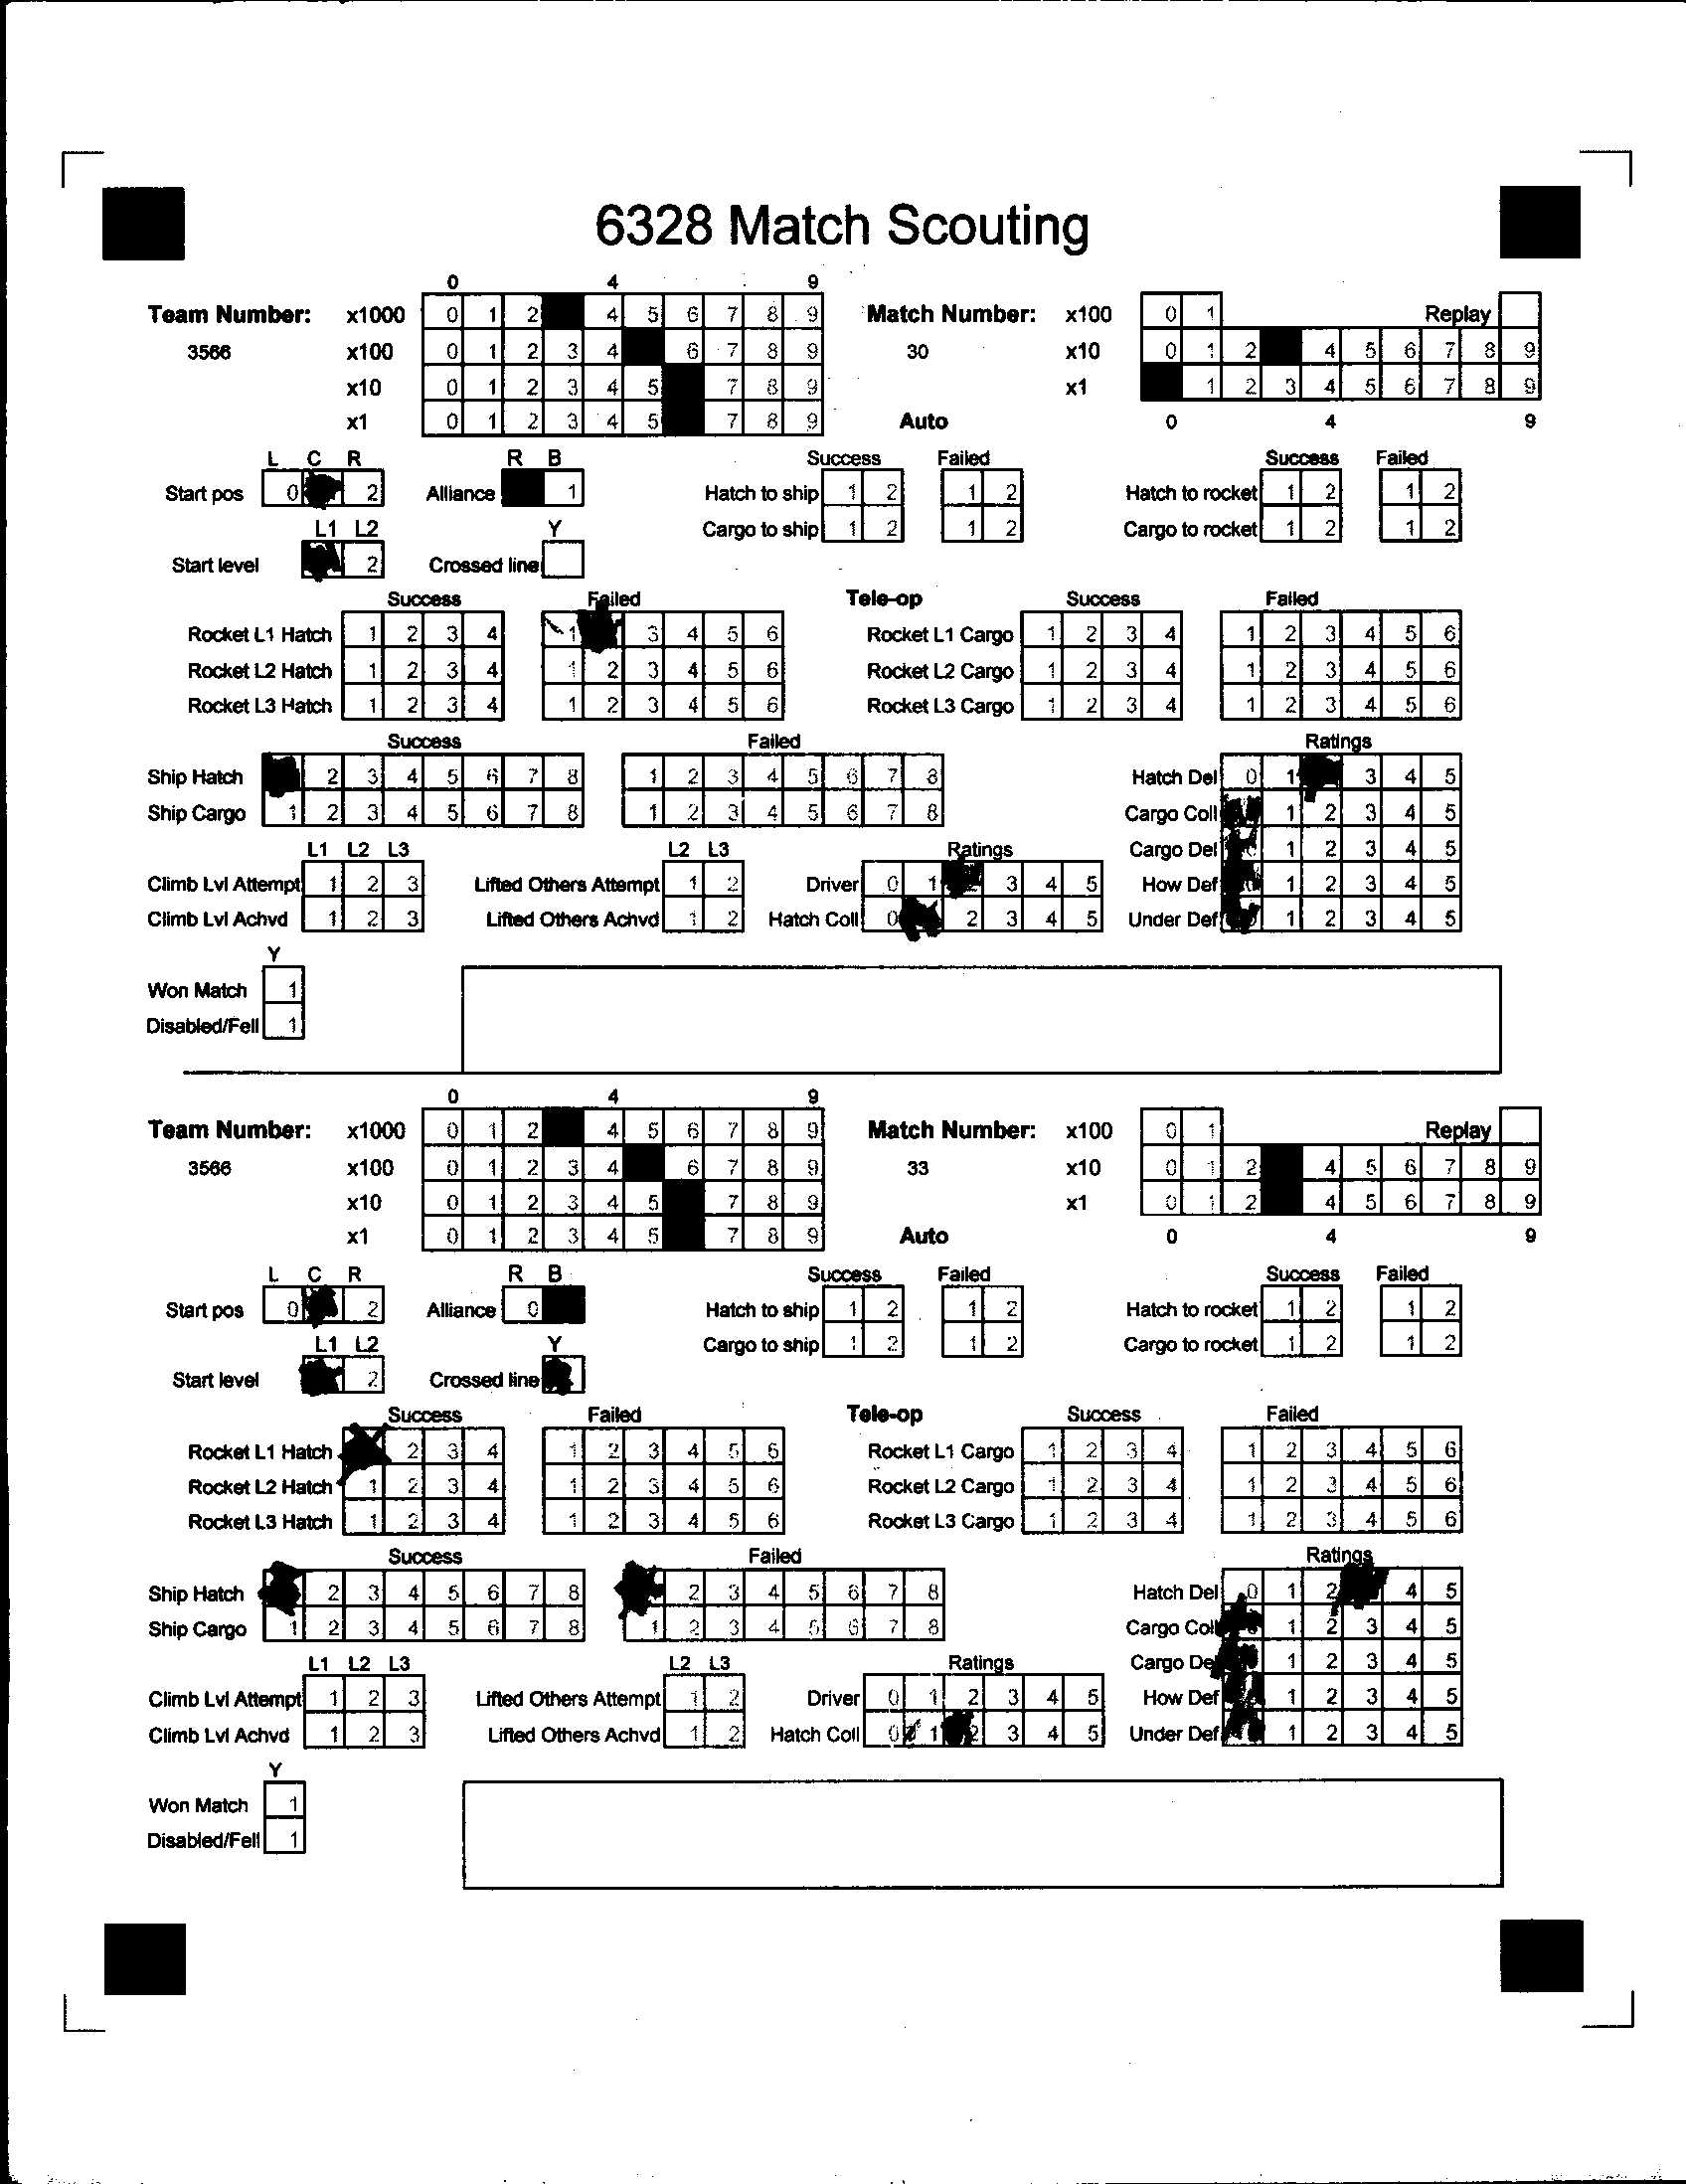 6328 Match Scouting
0 4 9
Team Number: x1000 0 1 2 4 5 6 7 8 9 Match Number: x100 0 1 Replay
3566 x100 0 1 2 3 4 6 7 8 9 30 x10 0 1 2 4 5 6 7 8 9
x10 0 1 2 3 4 5 7 8 9 x1 1 2 3 4 5 6 7 8 9
x1 0 1 2 3 4 5 7 8 9 Auto 0 4 9
L C R R B Success Failed Success Failed
Start pos 0 2 Alliance 1 Hatch to ship 1 2 1 2 Hatch to rocket 1 2 1 2
L1 L2 Y Cargo to ship 1 2 1 2 Cargo to rocket 1 2 1 2
Start level 2 Crossed line
Success Failed Tele-op Success Failed
Rocket L1 Hatch 1 2 3 4 1 3 4 5 6 Rocket L1 Cargo 1 2 3 4 1 2 3 4 5 6
Rocket L2 Hatch 1 2 3 4 1 2 3 4 5 6 Rocket L2 Cargo 1 2 3 4 1 2 3 4 5 6
Rocket L3 Hatch 1 2 3 4 1 2 3 4 5 6 Rocket L3 Cargo 1 2 3 4 1 2 3 4 5 6
Success Failed Ratings
Ship Hatch 2 3 4 5 6 7 8 1 2 3 4 5 6 7 8 Hatch Del 0 1 3 4 5
Ship Cargo 1 2 3 4 5 6 7 8 1 2 3 4 5 6 7 8 Cargo Coll 1 2 3 4 5
L1 L2 L3 L2 L3 Ratings Cargo Del 1 2 3 4 5
Climb Lvl Attempt 1 2 3 Lifted Others Attempt 1 2 Driver 0 1 3 4 5 How Def 1 2 3 4 5
Climb Lvl Achvd 1 2 3 Lifted Others Achvd 1 2 Hatch Coll 0 2 3 4 5 Under Def 1 2 3 4 5
Y
Won Match 1
Disabled/Fell 1
0 4 9
Team Number: x1000 0 1 2 4 5 6 7 8 9 Match Number: x100 0 1 Replay
3566 x100 0 1 2 3 4 6 7 8 9 33 x10 0 1 2 4 5 6 7 8 9
x10 0 1 2 3 4 5 7 8 9 x1 0 1 2 4 5 6 7 8 9
x1 0 1 2 3 4 5 7 8 9 Auto 0 4 9
L C R R B Success Failed Success Failed
Start pos 0 2 Alliance 0 Hatch to ship 1 2 1 2 Hatch to rocket 1 2 1 2
L1 L2 Y Cargo to ship 1 2 1 2 Cargo to rocket 1 2 1 2
Start level 2 Crossed line
Success Failed Tele-op Success Failed
Rocket L1 Hatch 2 3 4 1 2 3 4 5 6 Rocket L1 Cargo 1 2 3 4 1 2 3 4 5 6
Rocket L2 Hatch 1 2 3 4 1 2 3 4 5 6 Rocket L2 Cargo 1 2 3 4 1 2 3 4 5 6
Rocket L3 Hatch 1 2 3 4 1 2 3 4 5 6 Rocket L3 Cargo 1 2 3 4 1 2 3 4 5 6
Success Failed Ratings
Ship Hatch 2 3 4 5 6 7 8 2 3 4 5 6 7 8 Hatch Del 0 1 2 4 5
Ship Cargo 1 2 3 4 5 6 7 8 1 2 3 4 5 6 7 8 Cargo Coll 1 2 3 4 5
L1 L2 L3 L2 L3 Ratings Cargo Del 1 2 3 4 5
Climb Lvl Attempt 1 2 3 Lifted Others Attempt 1 2 Driver 0 1 2 3 4 5 How Def 1 2 3 4 5
Climb Lvl Achvd 1 2 3 Lifted Others Achvd 1 2 Hatch Coll 0 1 2 3 4 5 Under Def 1 2 3 4 5
Y
Won Match 1
Disabled/Fell 1